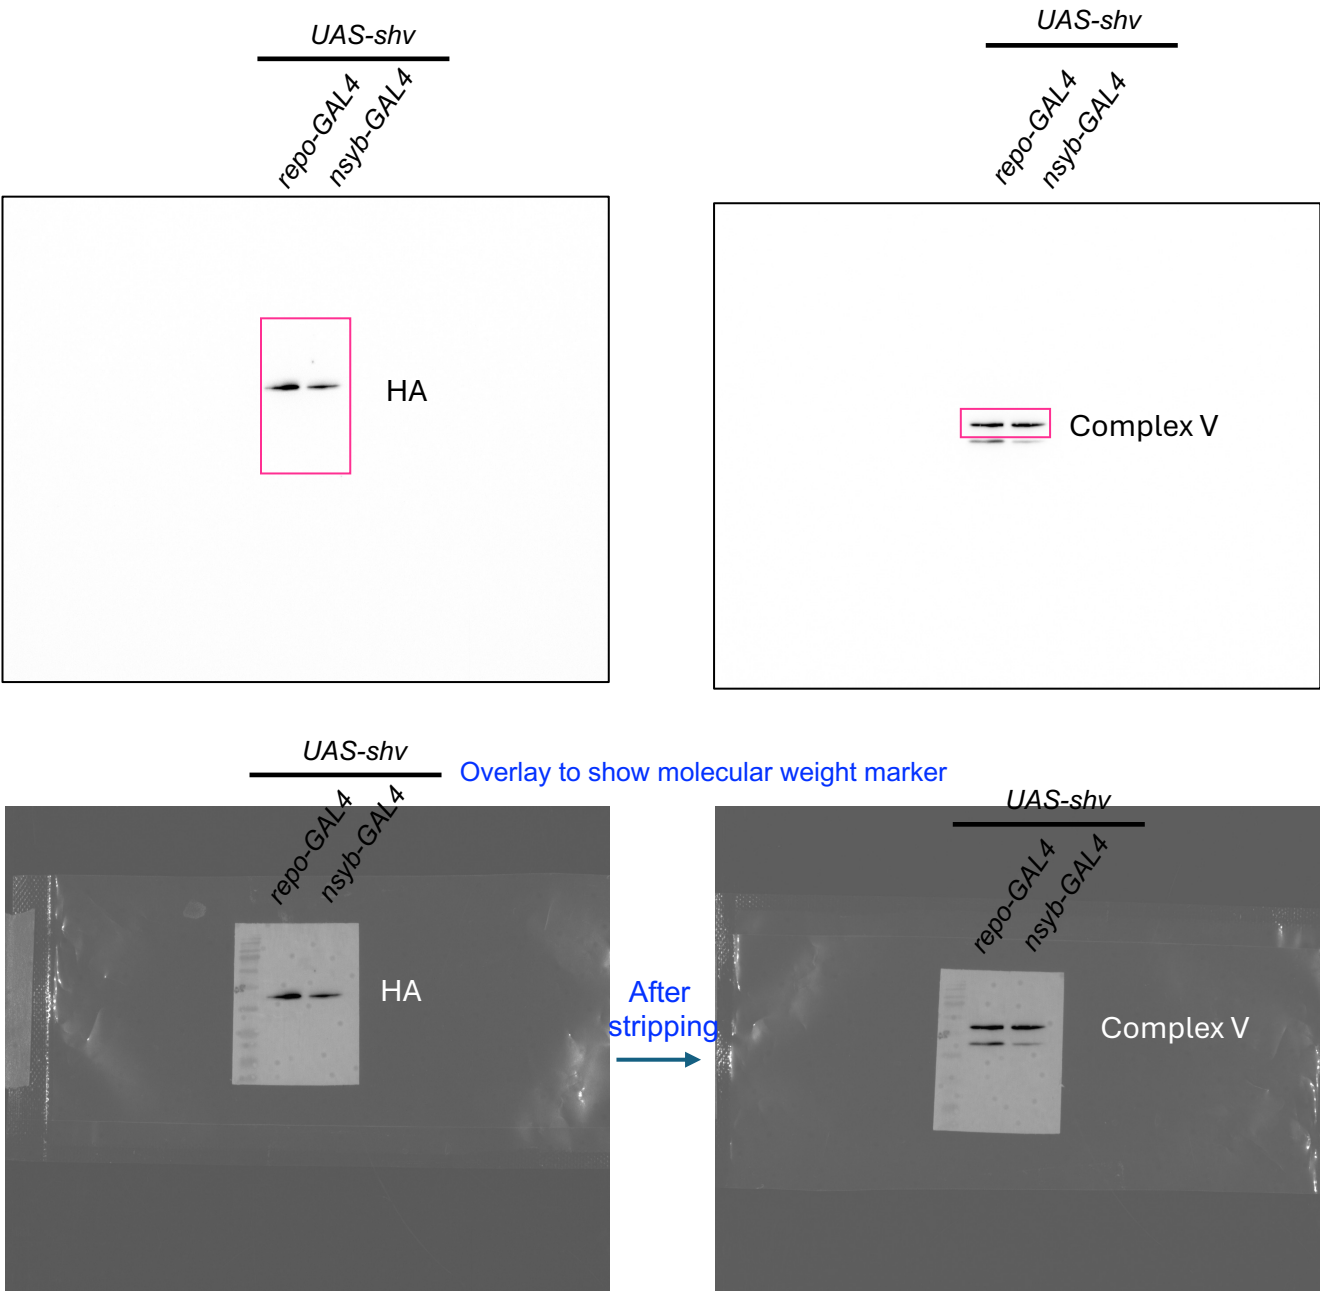 UAS-shv
repo-GAL4
nsyb-GAL4
HA
UAS-shv
repo-GAL4
nsyb-GAL4
Complex V
Overlay to show molecular weight marker
UAS-shv
repo-GAL4
nsyb-GAL4
HA
After
stripping
UAS-shv
repo-GAL4
nsyb-GAL4
Complex V